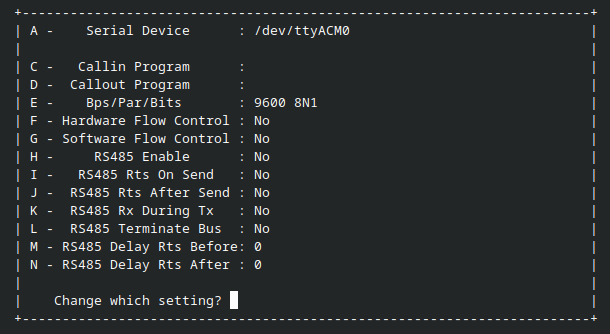 +-----------------------------------------------------------------------+
| A -    Serial Device      : /dev/ttyACM0                              |
|                                                                       |
| C -   Callin Program      :                                           |
| D -  Callout Program      :                                           |
| E -    Bps/Par/Bits       : 9600 8N1                                  |
| F - Hardware Flow Control : No                                        |
| G - Software Flow Control : No                                        |
| H -     RS485 Enable      : No                                        |
| I -   RS485 Rts On Send   : No                                        |
| J -  RS485 Rts After Send : No                                        |
| K -  RS485 Rx During Tx   : No                                        |
| L -  RS485 Terminate Bus  : No                                        |
| M - RS485 Delay Rts Before: 0                                         |
| N - RS485 Delay Rts After : 0                                         |
|                                                                       |
|    Change which setting?                                              |
+-----------------------------------------------------------------------+